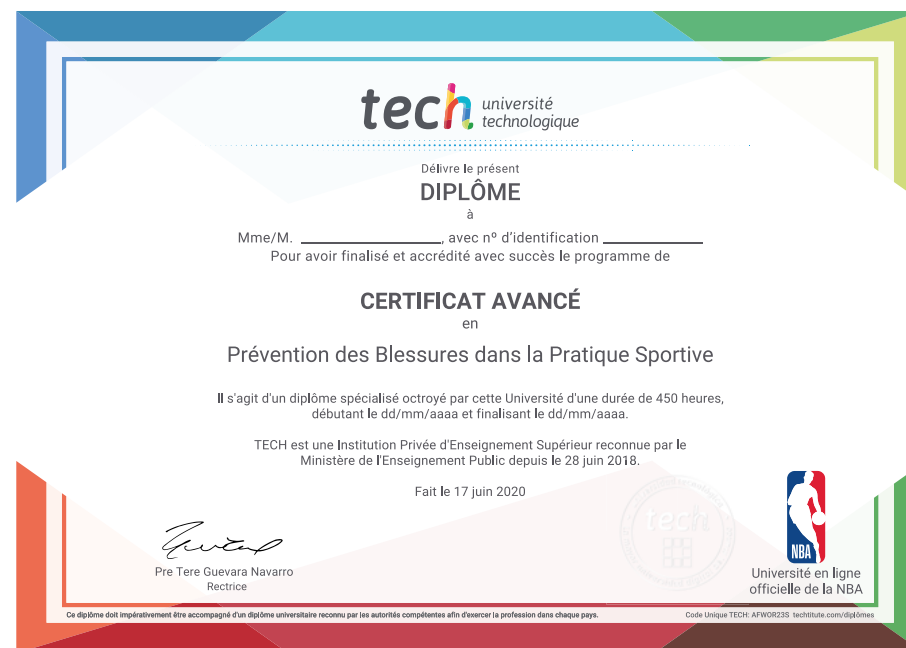 tech université
technologique
Délivre le présent
DIPLÔME
à
Mme/M. ____________________, avec nº d'identification ______________
Pour avoir finalisé et accrédité avec succès le programme de
CERTIFICAT AVANCÉ
en
Prévention des Blessures dans la Pratique Sportive
Il s'agit d'un diplôme spécialisé octroyé par cette Université d'une durée de 450 heures,
débutant le dd/mm/aaaa et finalisant le dd/mm/aaaa.
TECH est une Institution Privée d'Enseignement Supérieur reconnue par le
Ministère de l'Enseignement Public depuis le 28 juin 2018.
Fait le 17 juin 2020
tech
NBA
Pre Tere Guevara Navarro
Rectrice
Université en ligne
officielle de la NBA
Ce diplôme doit impérativement être accompagné d'un diplôme universitaire reconnu par les autorités compétentes afin d'exercer la profession dans chaque pays.
Code Unique TECH: AFWOR23S techtitute.com/diplômes